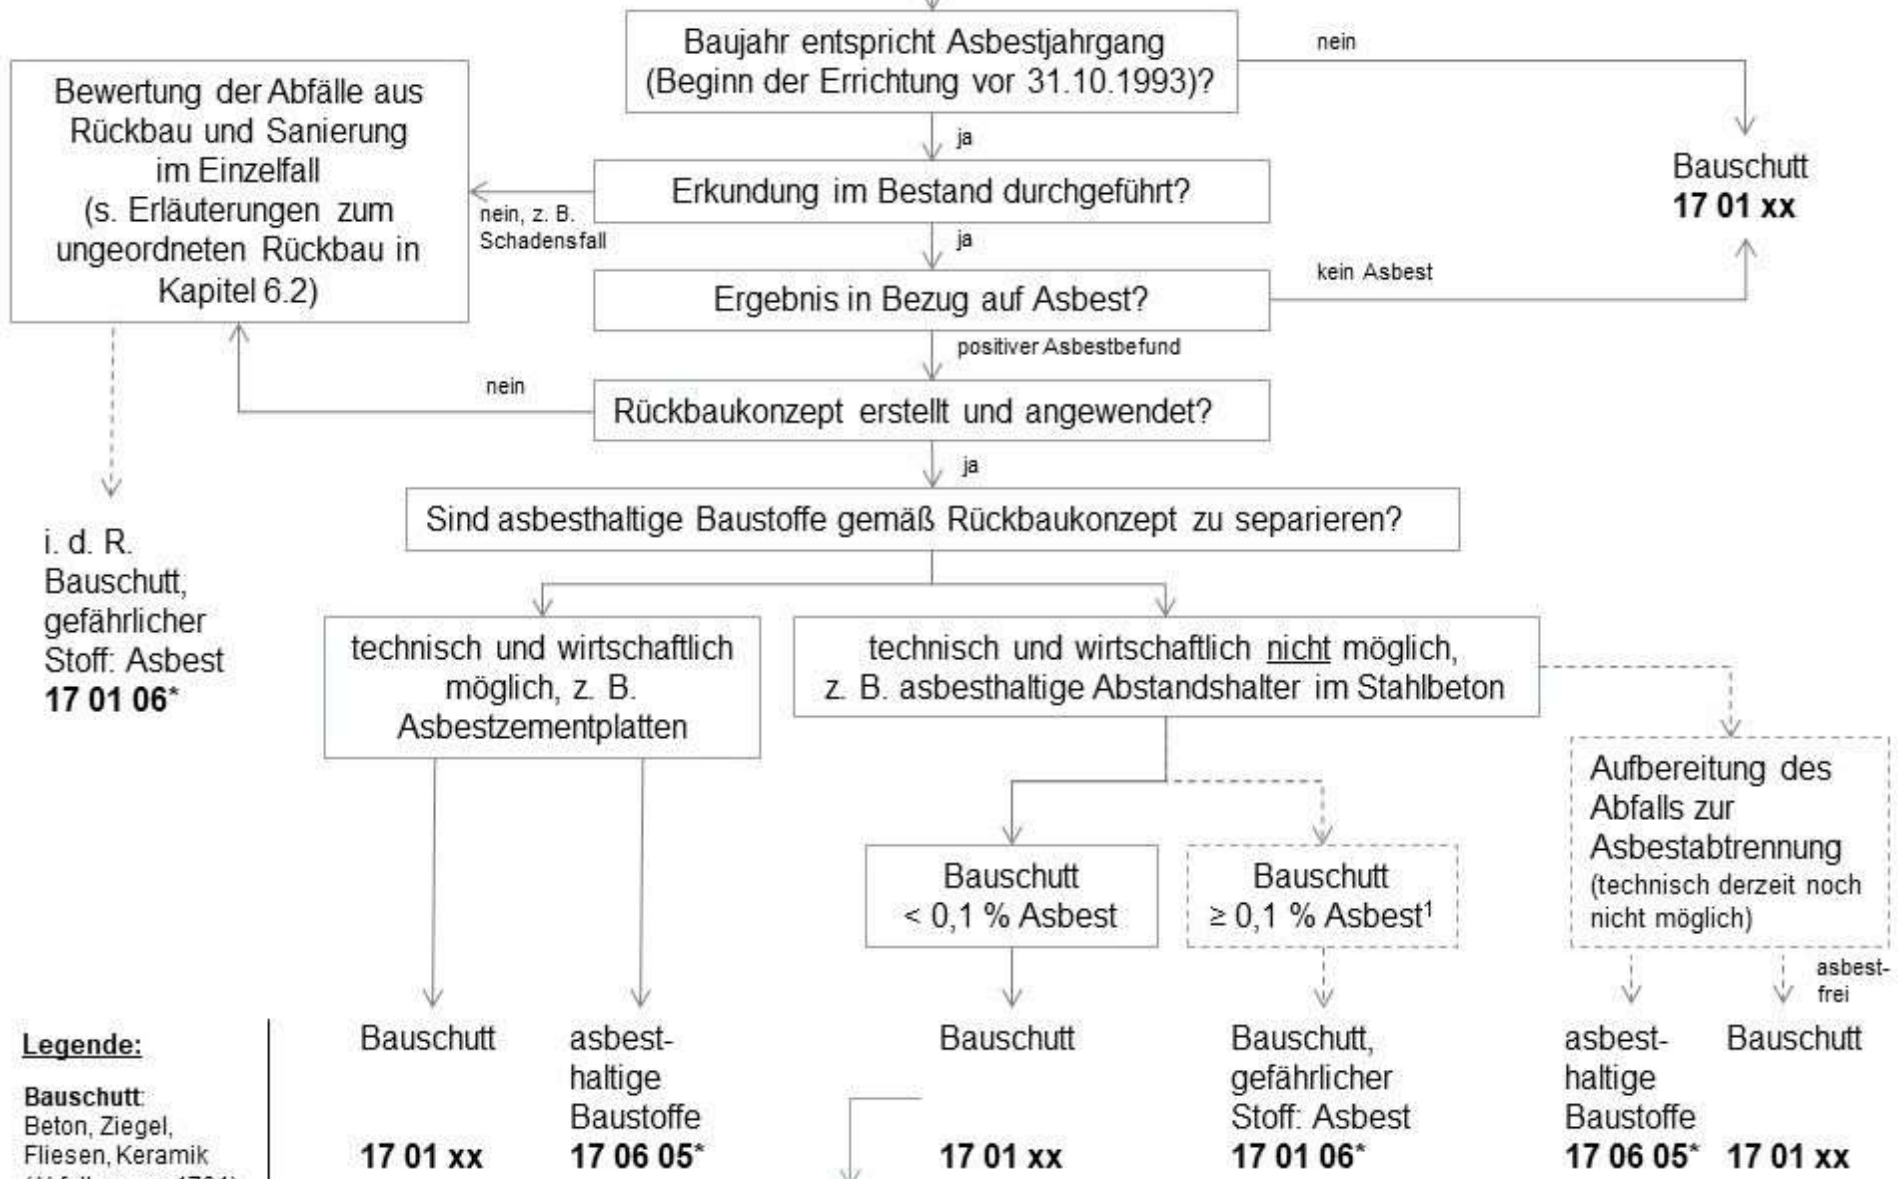 Baujahr entspricht Asbestjahrgang
(Beginn der Errichtung vor 31.10.1993)?
nein
ja
Bewertung der Abfälle aus
Rückbau und Sanierung
im Einzelfall
(s. Erläuterungen zum
ungeordneten Rückbau in
Kapitel 6.2)
Bauschutt
17 01 xx
Erkundung im Bestand durchgeführt?
nein, z. B.
Schadensfall
ja
Ergebnis in Bezug auf Asbest?
kein Asbest
positiver Asbestbefund
nein
Rückbaukonzept erstellt und angewendet?
ja
Sind asbesthaltige Baustoffe gemäß Rückbaukonzept zu separieren?
i. d. R.
Bauschutt,
gefährlicher
Stoff: Asbest
17 01 06*
technisch und wirtschaftlich
möglich, z. B.
Asbestzementplatten
technisch und wirtschaftlich nicht möglich,
z. B. asbesthaltige Abstandshalter im Stahlbeton
Aufbereitung des
Abfalls zur
Asbestabtrennung
(technisch derzeit noch
nicht möglich)
Bauschutt
< 0,1 % Asbest
Bauschutt
≥ 0,1 % Asbest¹
asbest-
frei
Legende:
Bauschutt:
Beton, Ziegel,
Fliesen, Keramik
Bauschutt
17 01 xx
asbest-
haltige
Baustoffe
17 06 05*
Bauschutt
17 01 xx
Bauschutt,
gefährlicher
Stoff: Asbest
17 01 06*
asbest-
haltige
Baustoffe
17 06 05*
Bauschutt
17 01 xx